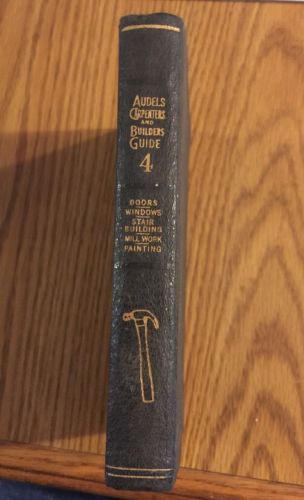 AUDELS
CARPENTERS
AND
BUILDERS
GUIDE
4
DOORS
WINDOWS
STAIR
BUILDING
MILL WORK
PAINTING